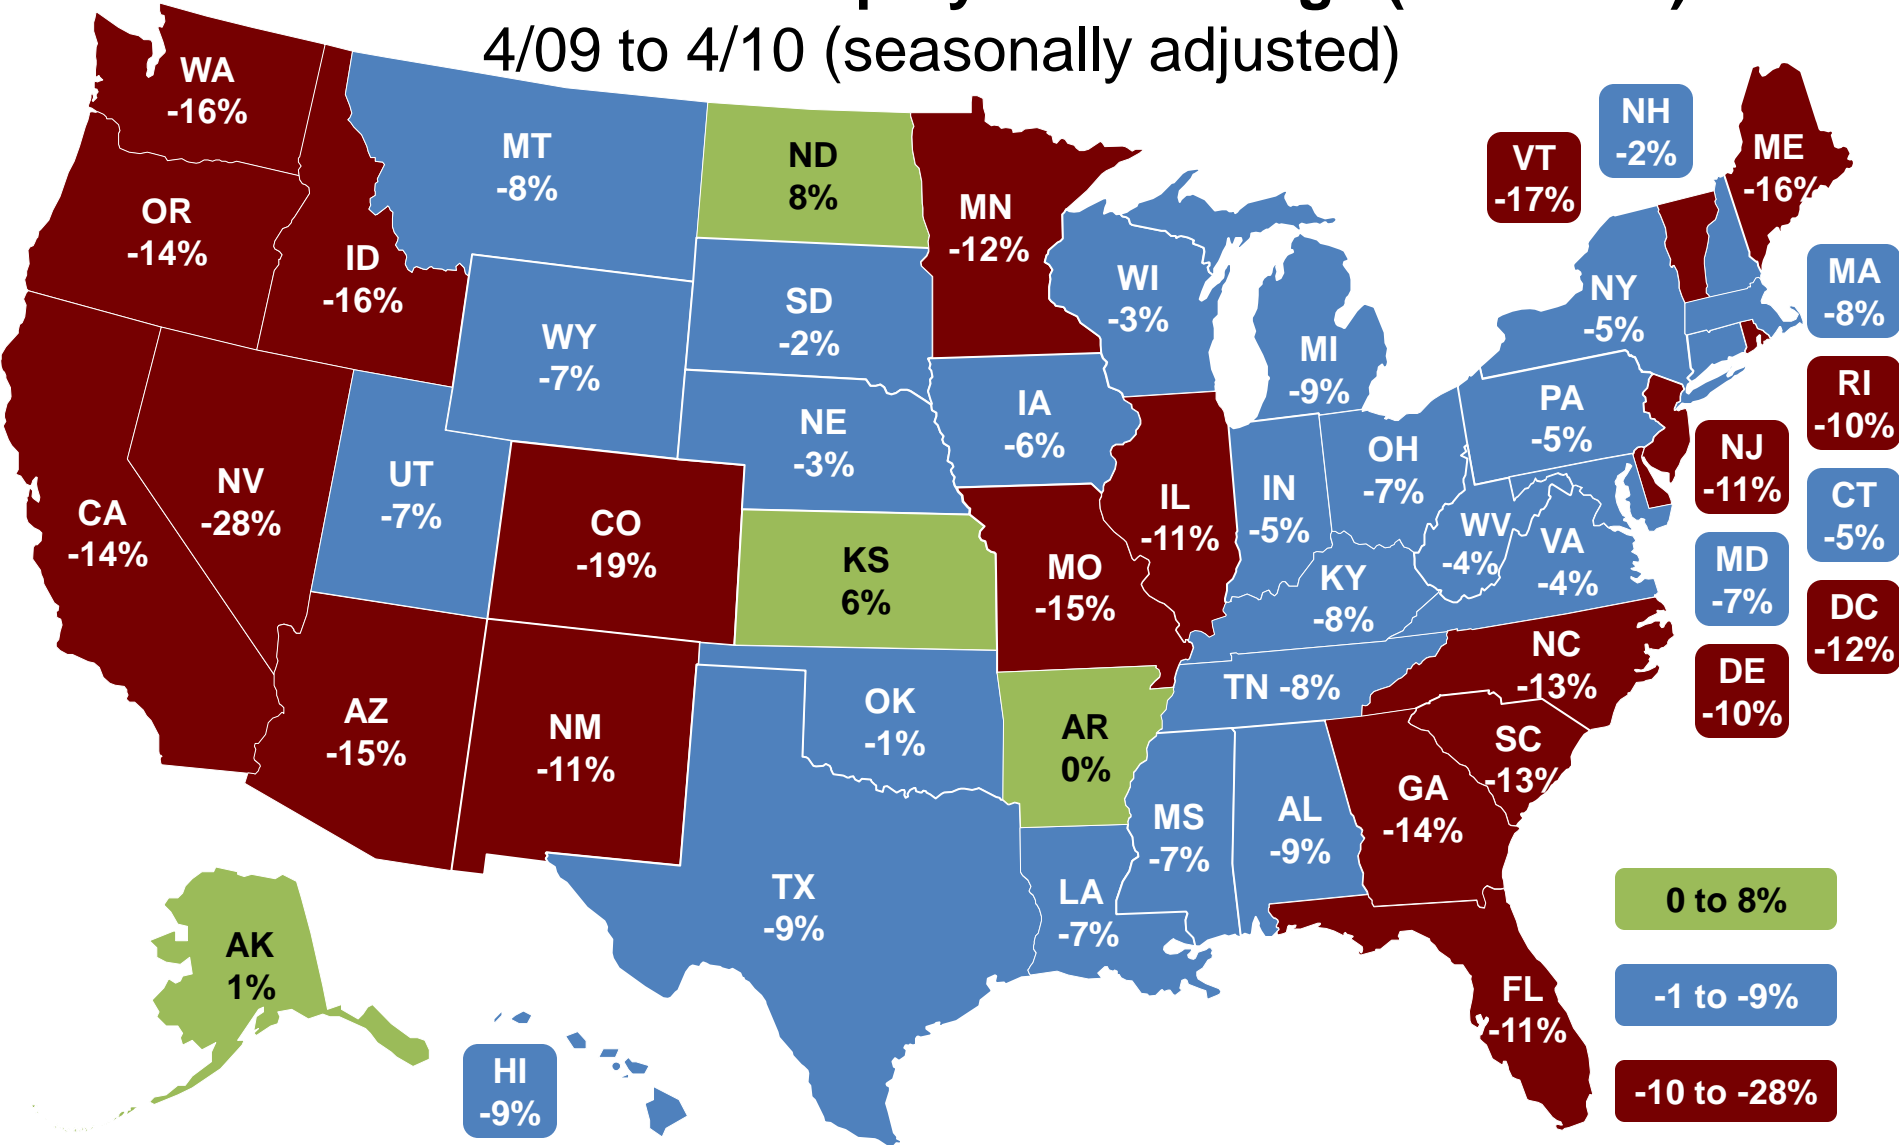 4/09 to 4/10 (seasonally adjusted)
WA
-16%
MT
-8%
ND
8%
MN
-12%
VT
-17%
NH
-2%
ME
-16%
OR
-14%
ID
-16%
WY
-7%
SD
-2%
WI
-3%
MI
-9%
NY
-5%
MA
-8%
RI
-10%
CA
-14%
NV
-28%
UT
-7%
CO
-19%
NE
-3%
IA
-6%
IL
-11%
IN
-5%
OH
-7%
PA
-5%
NJ
-11%
CT
-5%
KS
6%
MO
-15%
KY
-8%
WV
-4%
VA
-4%
MD
-7%
DC
-12%
AZ
-15%
NM
-11%
OK
-1%
AR
0%
TN -8%
NC
-13%
DE
-10%
SC
-13%
TX
-9%
LA
-7%
MS
-7%
AL
-9%
GA
-14%
FL
-11%
AK
1%
HI
-9%
0 to 8%
-1 to -9%
-10 to -28%